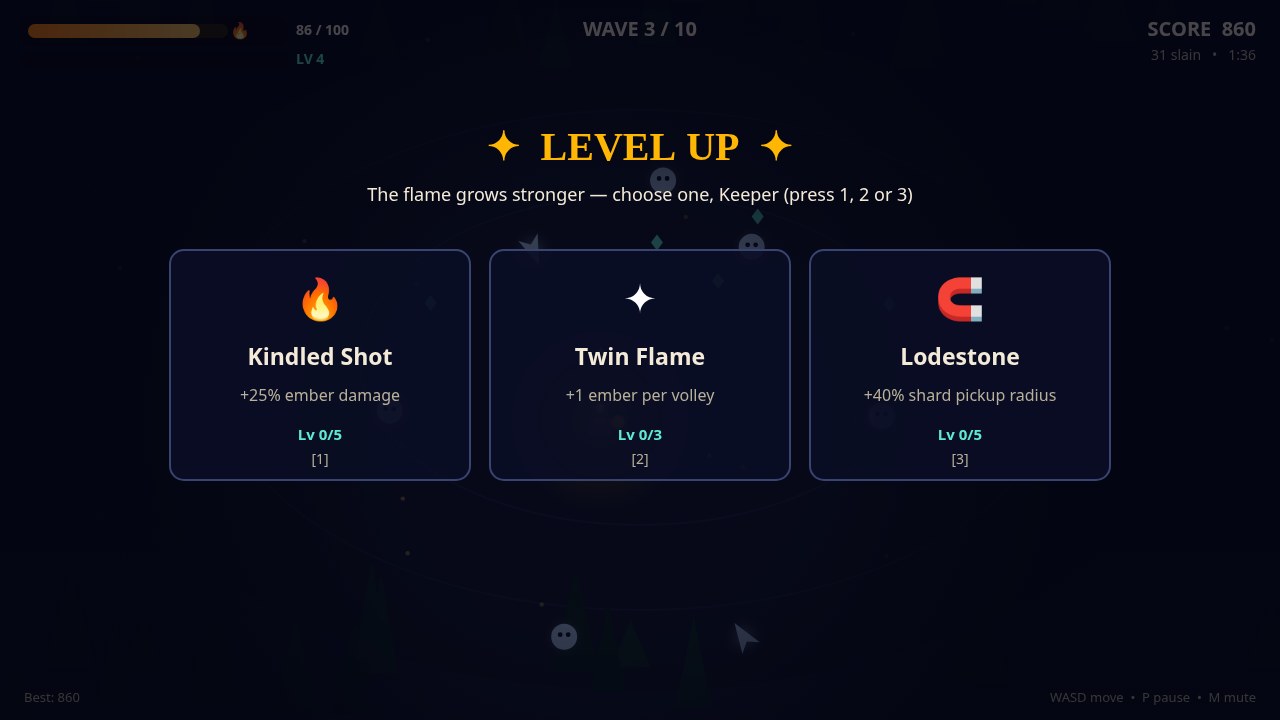 86 / 100
WAVE 3 / 10
SCORE 860
LV 4
31 slain • 1:36
✦ LEVEL UP ✦
The flame grows stronger — choose one, Keeper (press 1, 2 or 3)
Kindled Shot
+25% ember damage
Lv 0/5
[1]
Twin Flame
+1 ember per volley
Lv 0/3
[2]
Lodestone
+40% shard pickup radius
Lv 0/5
[3]
Best: 860
WASD move • P pause • M mute